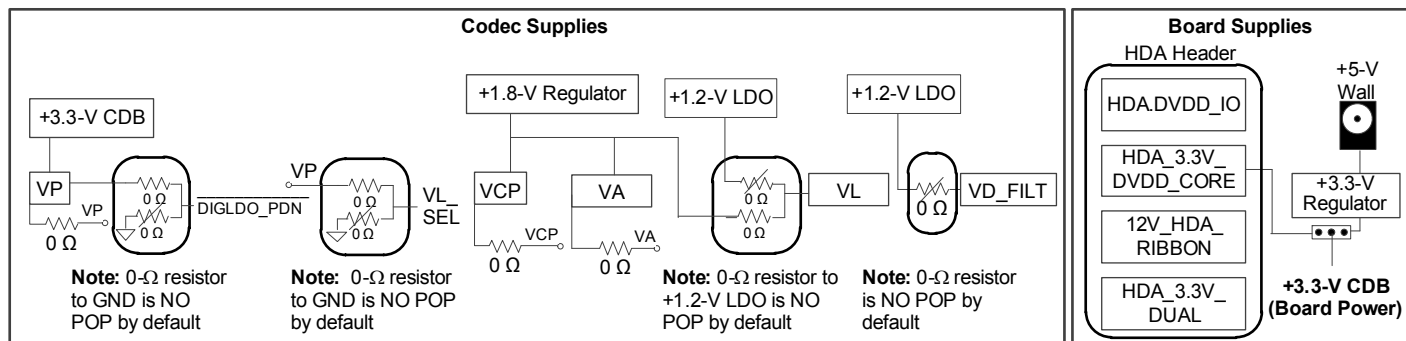 Codec Supplies
+3.3-V CDB
VP
0 Ω
0 Ω
VP
0 Ω
DIGLDO_PDN
Note: 0-Ω resistor
to GND is NO
POP by default
VP
0 Ω
0 Ω
VL_
SEL
Note: 0-Ω resistor
to GND is NO POP
by default
+1.8-V Regulator
VCP
VCP
0 Ω
VA
VA
0 Ω
+1.2-V LDO
0 Ω
0 Ω
VL
Note: 0-Ω resistor to
+1.2-V LDO is NO
POP by default
+1.2-V LDO
0 Ω
VD_FILT
Note: 0-Ω resistor
is NO POP by
default
Board Supplies
HDA Header
HDA.DVDD_IO
HDA_3.3V_
DVDD_CORE
12V_HDA_
RIBBON
HDA_3.3V_
DUAL
+5-V
Wall
+3.3-V
Regulator
+3.3-V CDB
(Board Power)